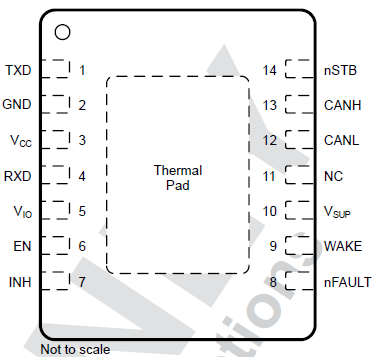 TXD 1 14 nSTB
GND 2 13 CANH
VCC 3 12 CANL
Thermal
Pad
RXD 4 11 NC
VIO 5 10 VSUP
EN 6 9 WAKE
INH 7 8 nFAULT
Not to scale